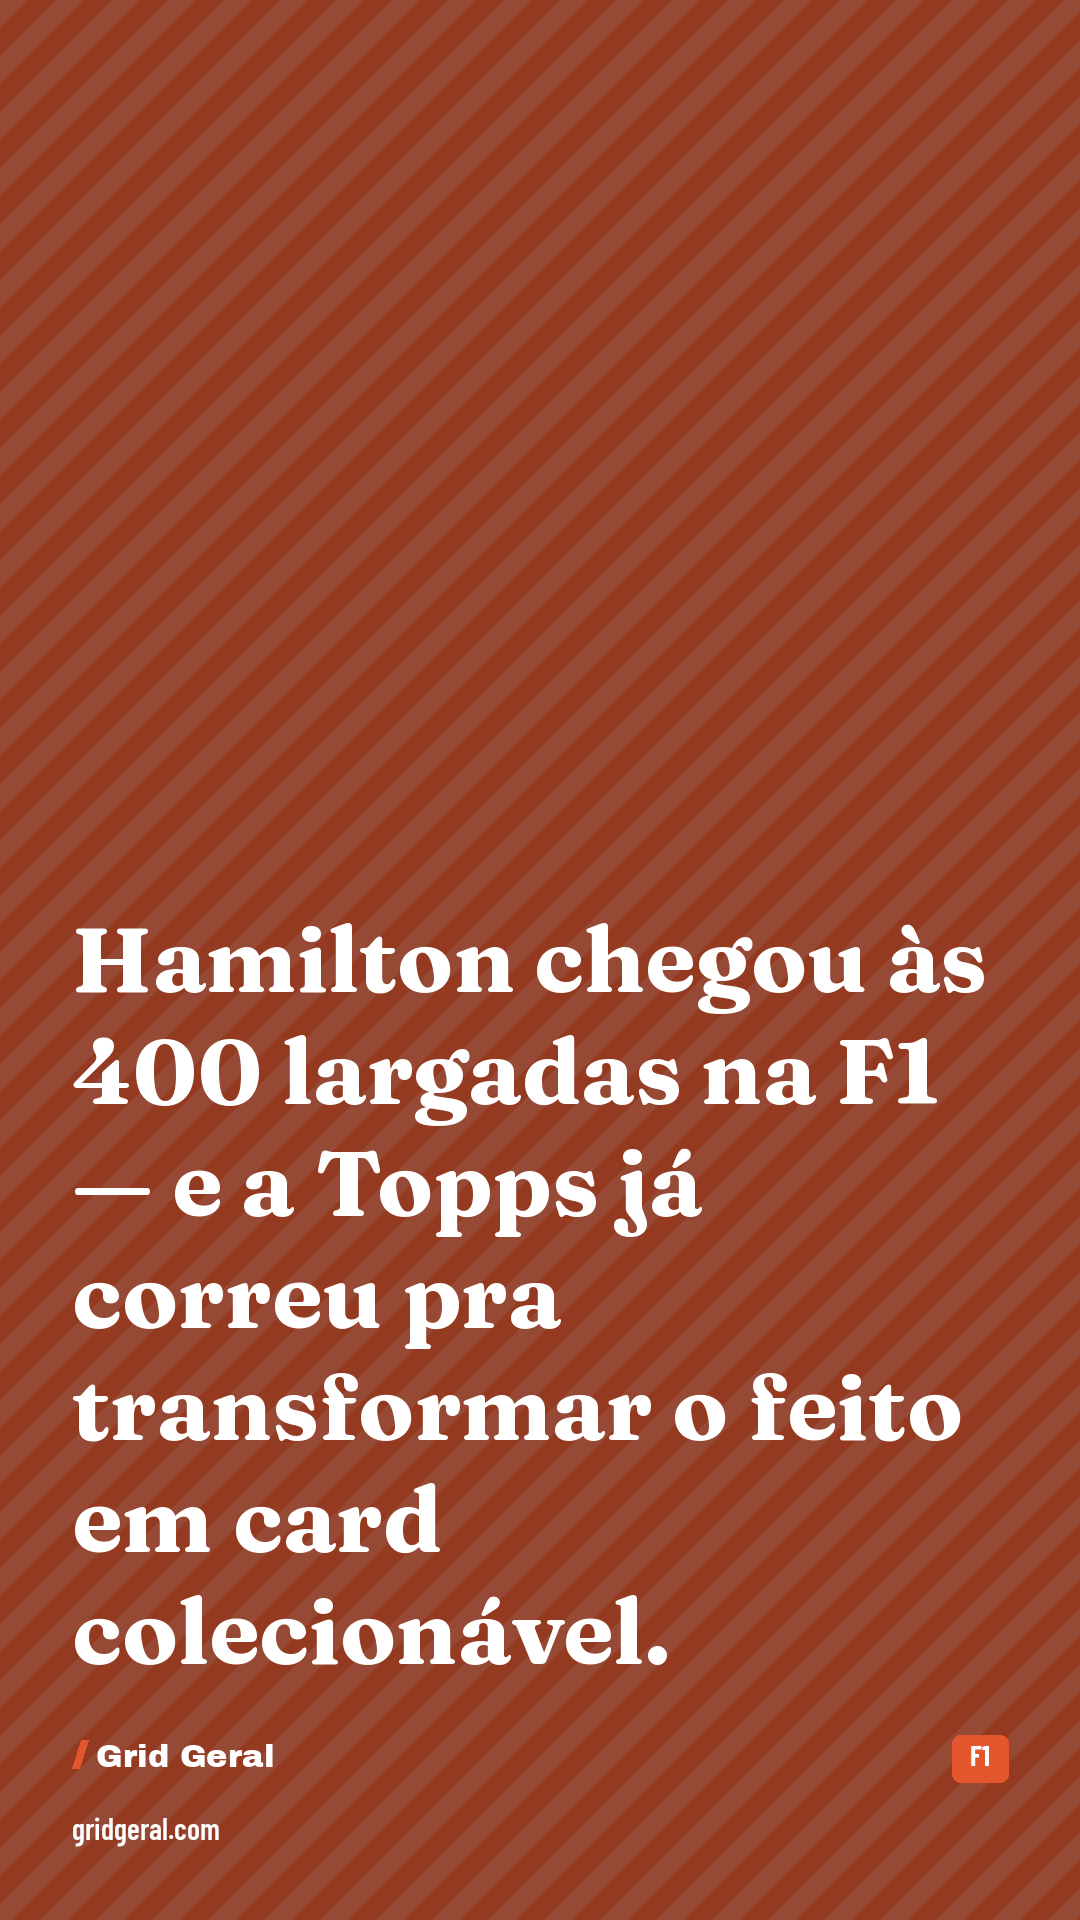 Hamilton chegou às
400 largadas na F1
— e a Topps já
correu pra
transformar o feito
em card
colecionável.
/ Grid Geral
F1
gridgeral.com